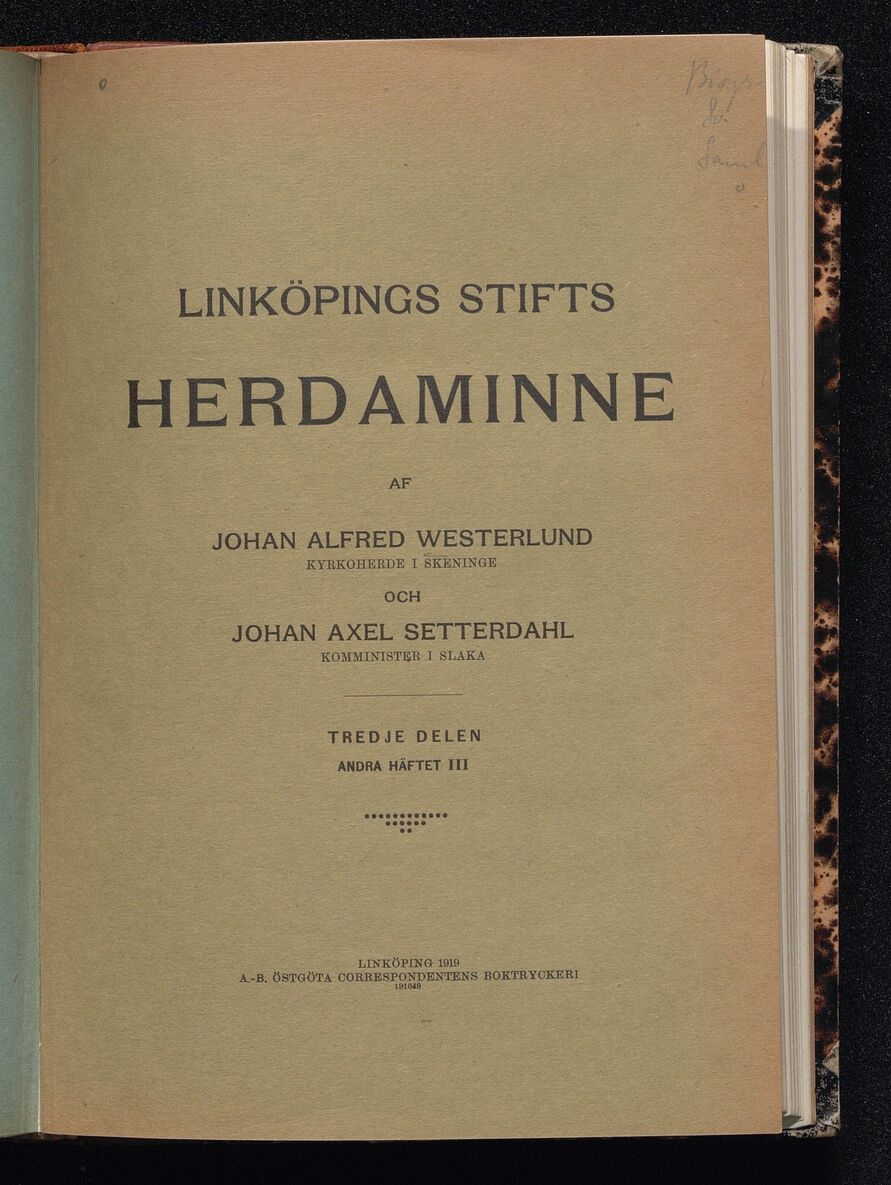 LINKÖPINGS STIFTS
HERDAMINNE
AF
JOHAN ALFRED WESTERLUND
KYRKOHERDE I SKENINGE
OCH
JOHAN AXEL SETTERDAHL
KOMMINISTER I SLAKA
TREDJE DELEN
ANDRA HÄFTET III
LINKÖPING 1919
A.-B. ÖSTGÖTA CORRESPONDENTENS BOKTRYCKERI
191049